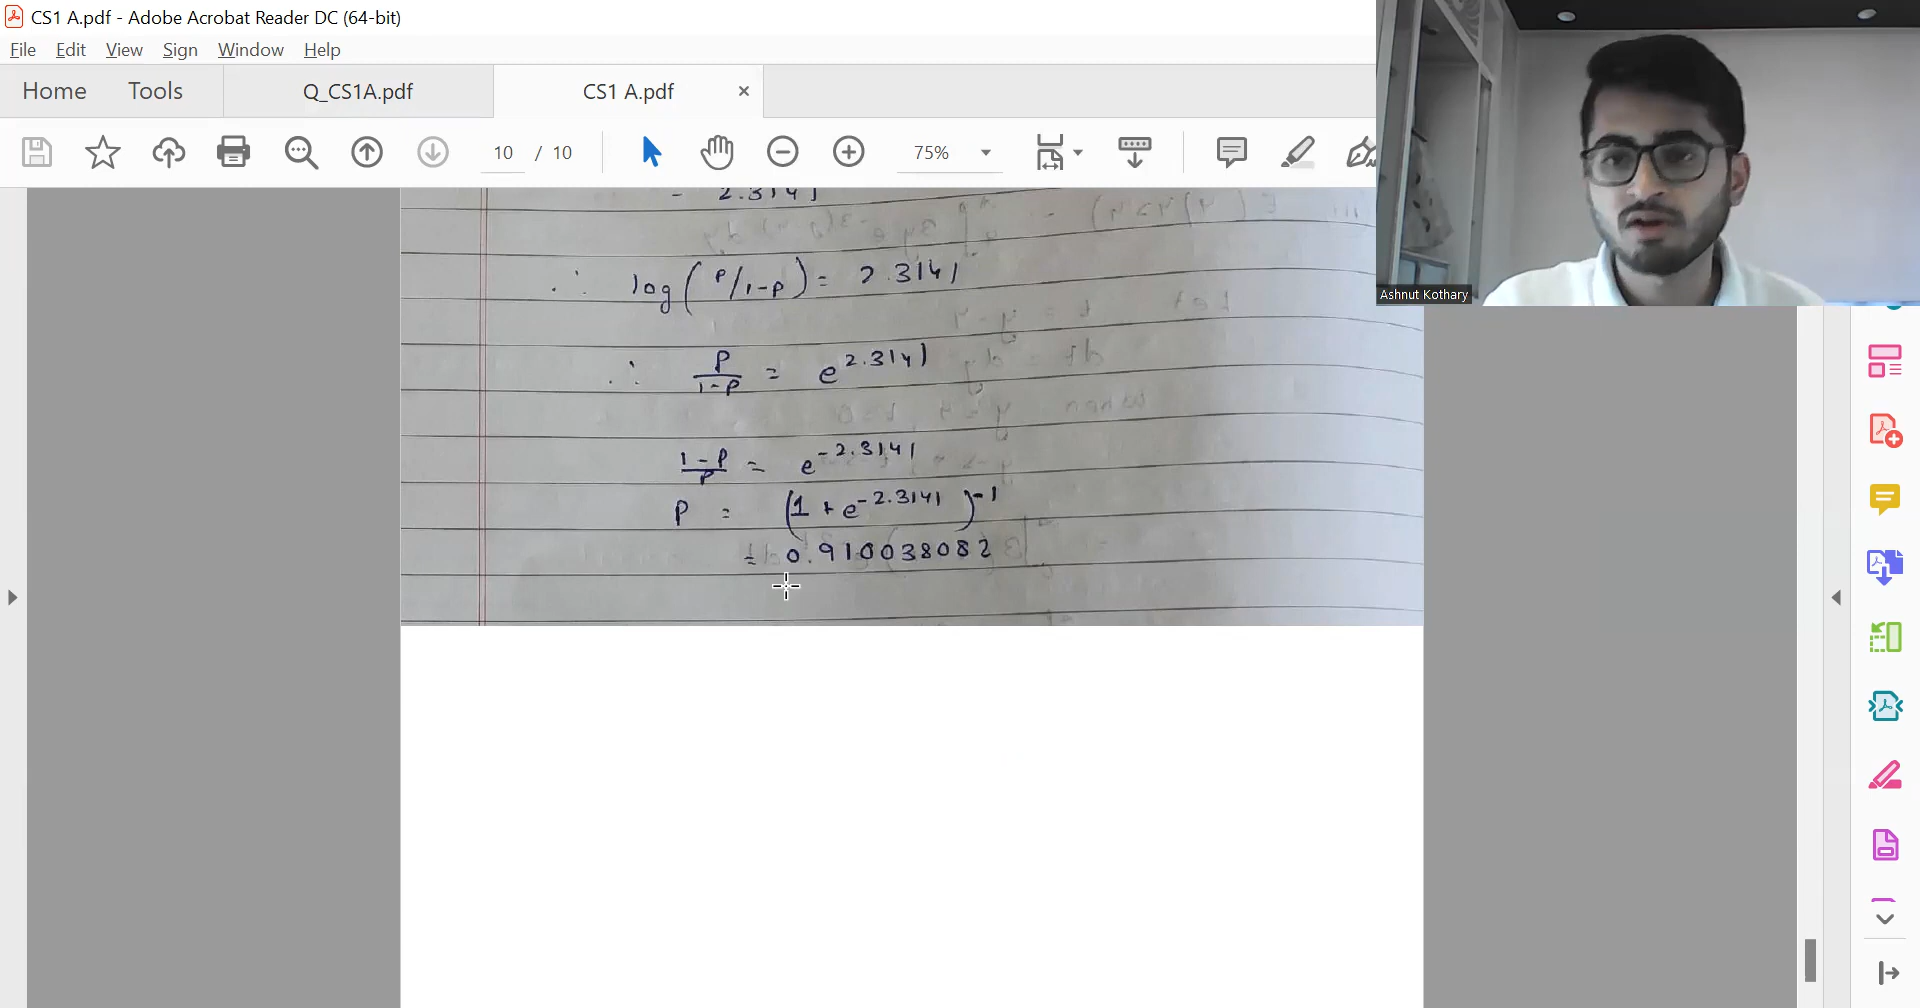 CS1 A.pdf - Adobe Acrobat Reader DC (64-bit)
File Edit View Sign Window Help
Home Tools Q_CS1A.pdf CS1 A.pdf ×
10 / 10 75%
Ashnut Kothary
= 2.3141
∴ log(P/1-P) = 2.3141
∴ P/1-P = e^2.3141
1-P/P = e^-2.3141
P = (1 + e^-2.3141)^-1
= 0.910038082